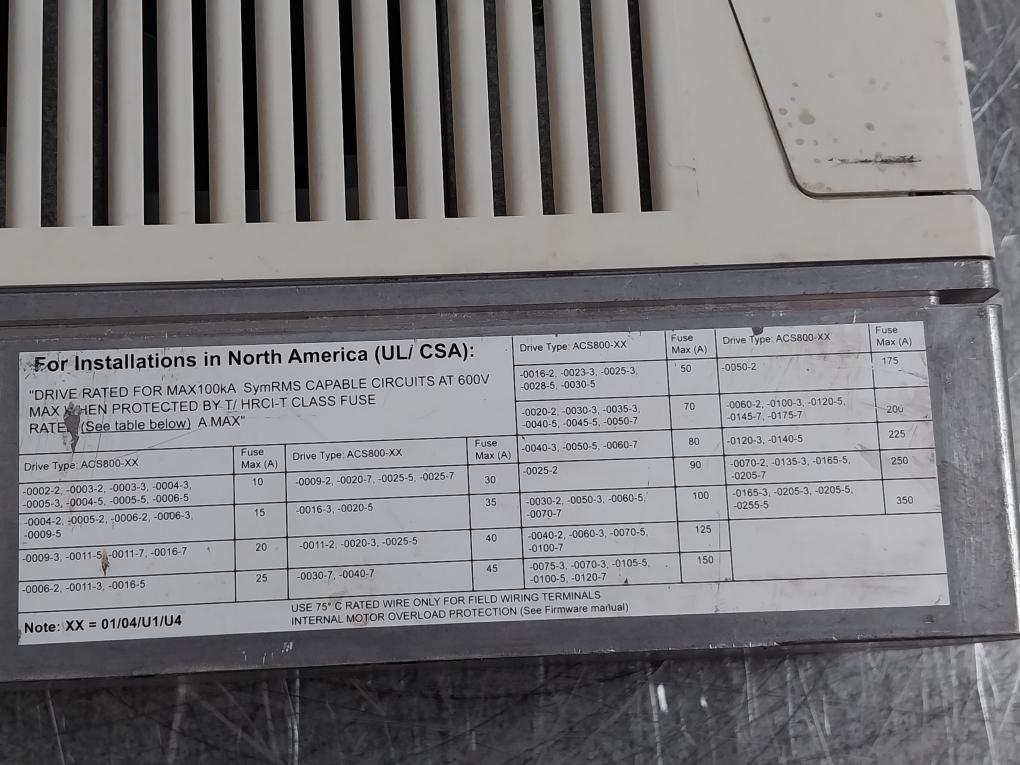 For Installations in North America (UL/ CSA):
"DRIVE RATED FOR MAX100kA SymRMS CAPABLE CIRCUITS AT 600V
MAX WHEN PROTECTED BY T/ HRCI-T CLASS FUSE
RATED (See table below) A MAX"
Drive Type: ACS800-XX
Fuse
Max (A)
-0002-2, -0003-2, -0003-3, -0004-3,
-0005-3, -0004-5, -0005-5, -0006-5
10
-0004-2, -0005-2, -0006-2, -0006-3,
-0009-5
15
-0009-3, -0011-5, -0011-7, -0016-7
20
-0006-2, -0011-3, -0016-5
25
Drive Type: ACS800-XX
Fuse
Max (A)
-0009-2, -0020-7, -0025-5, -0025-7
30
-0016-3, -0020-5
35
-0011-2, -0020-3, -0025-5
40
-0030-7, -0040-7
45
Drive Type: ACS800-XX
Fuse
Max (A)
-0016-2, -0023-3, -0025-3,
-0028-5, -0030-5
50
-0020-2, -0030-3, -0035-3,
-0040-5, -0045-5, -0050-7
70
-0040-3, -0050-5, -0060-7
80
-0025-2
90
-0030-2, -0050-3, -0060-5,
-0070-7
100
-0040-2, -0060-3, -0070-5,
-0100-7
125
-0075-3, -0070-3, -0105-5,
-0100-5, -0120-7
150
Drive Type: ACS800-XX
Fuse
Max (A)
-0050-2
175
-0060-2, -0100-3, -0120-5,
-0145-7, -0175-7
200
-0120-3, -0140-5
225
-0070-2, -0135-3, -0165-5,
-0205-7
250
-0165-3, -0205-3, -0205-5,
-0255-5
350
Note: XX = 01/04/U1/U4
USE 75° C RATED WIRE ONLY FOR FIELD WIRING TERMINALS
INTERNAL MOTOR OVERLOAD PROTECTION (See Firmware manual)